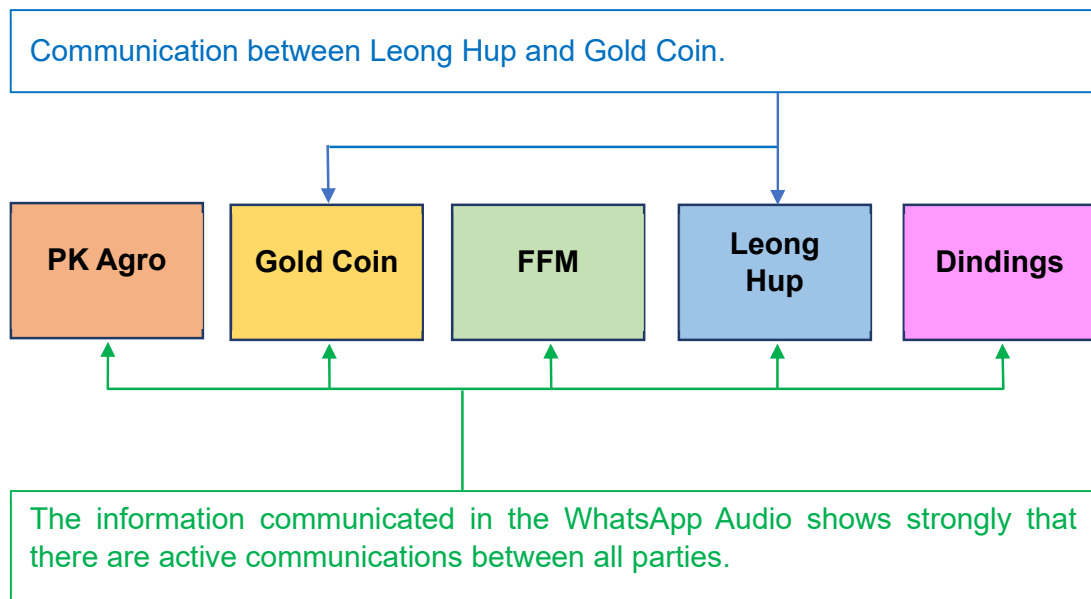 Communication between Leong Hup and Gold Coin.
PK Agro
Gold Coin
FFM
Leong
Hup
Dindings
The information communicated in the WhatsApp Audio shows strongly that
there are active communications between all parties.